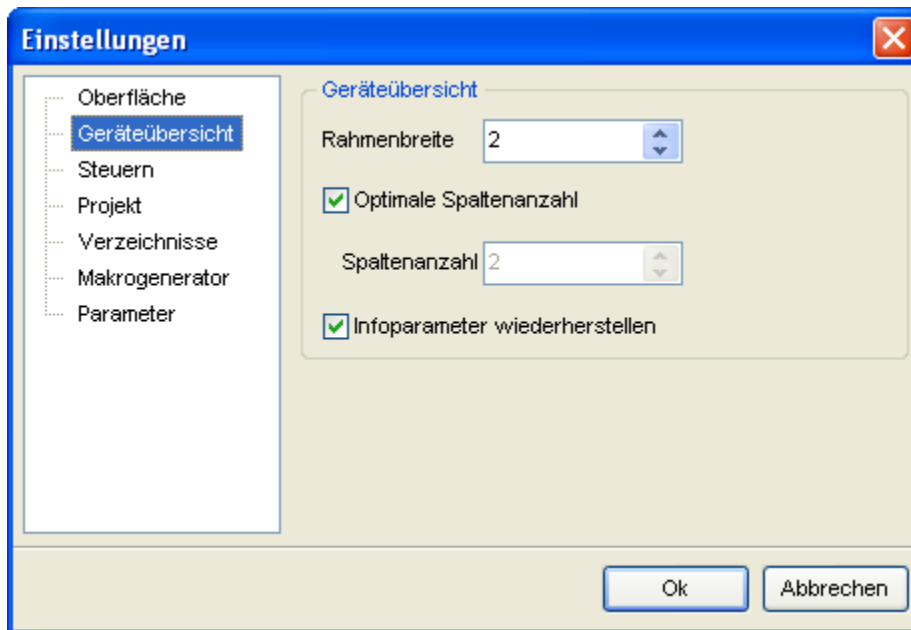 Einstellungen
Oberfläche
Geräteübersicht
Steuern
Projekt
Verzeichnisse
Makrogenerator
Parameter
Geräteübersicht
Rahmenbreite 2
Optimale Spaltenanzahl
Spaltenanzahl 2
Infoparameter wiederherstellen
Ok Abbrechen